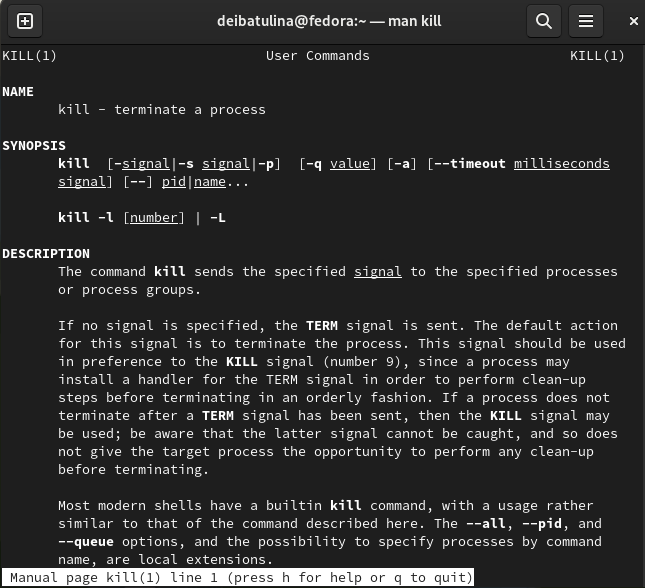 deibatulina@fedora:~ — man kill
KILL(1) User Commands KILL(1)
NAME
kill - terminate a process
SYNOPSIS
kill [-signal|-s signal|-p] [-q value] [-a] [--timeout milliseconds
signal] [--] pid|name...
kill -l [number] | -L
DESCRIPTION
The command kill sends the specified signal to the specified processes
or process groups.
If no signal is specified, the TERM signal is sent. The default action
for this signal is to terminate the process. This signal should be used
in preference to the KILL signal (number 9), since a process may
install a handler for the TERM signal in order to perform clean-up
steps before terminating in an orderly fashion. If a process does not
terminate after a TERM signal has been sent, then the KILL signal may
be used; be aware that the latter signal cannot be caught, and so does
not give the target process the opportunity to perform any clean-up
before terminating.
Most modern shells have a builtin kill command, with a usage rather
similar to that of the command described here. The --all, --pid, and
--queue options, and the possibility to specify processes by command
name, are local extensions.
Manual page kill(1) line 1 (press h for help or q to quit)